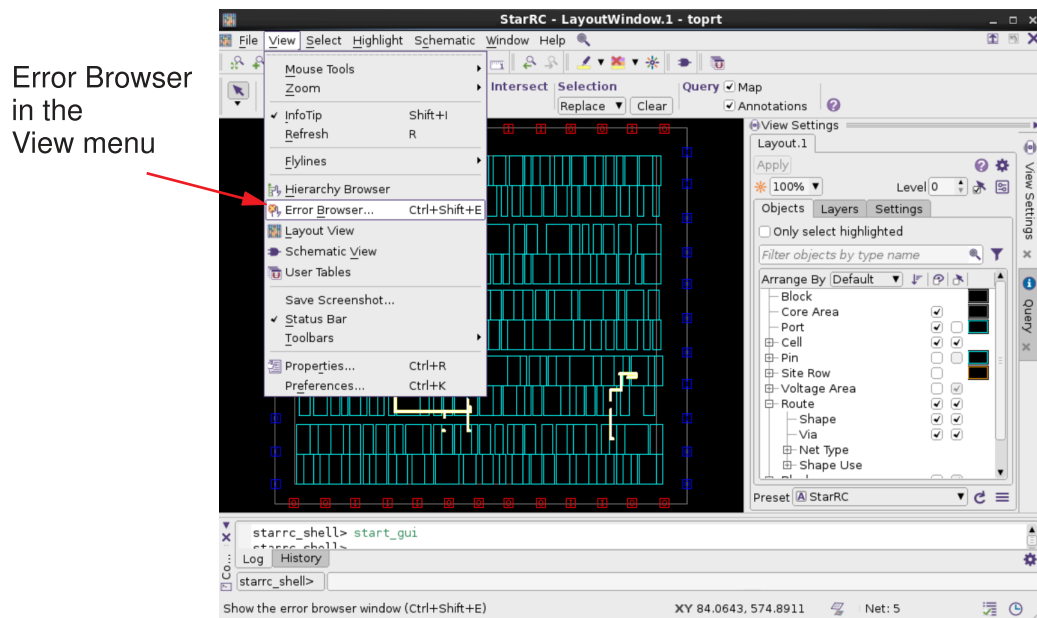 Error Browser
in the
View menu
StarRC - LayoutWindow.1 - toprt
File View Select Highlight Schematic Window Help
Intersect Selection Query Map
Replace Clear Annotations
Mouse Tools
Zoom
InfoTip Shift+I
Refresh R
Flylines
Hierarchy Browser
Error Browser... Ctrl+Shift+E
Layout View
Schematic View
User Tables
Save Screenshot...
Status Bar
Toolbars
Properties... Ctrl+R
Preferences... Ctrl+K
View Settings
Layout.1
Apply
100% Level 0
Objects Layers Settings
Only select highlighted
Filter objects by type name
Arrange By Default
Block
Core Area
Port
Cell
Pin
Site Row
Voltage Area
Route
Shape
Via
Net Type
Shape Use
Preset A StarRC
View Settings
Query
starrc_shell> start_gui
starrc_shell>
Log History
Co...
starrc_shell>
Show the error browser window (Ctrl+Shift+E) XY 84.0643, 574.8911 Net: 5